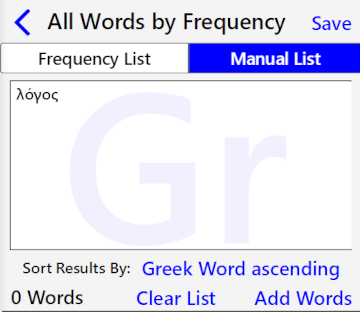 All Words by Frequency Save
Frequency List Manual List
λόγος
Gr
Sort Results By: Greek Word ascending
0 Words Clear List Add Words